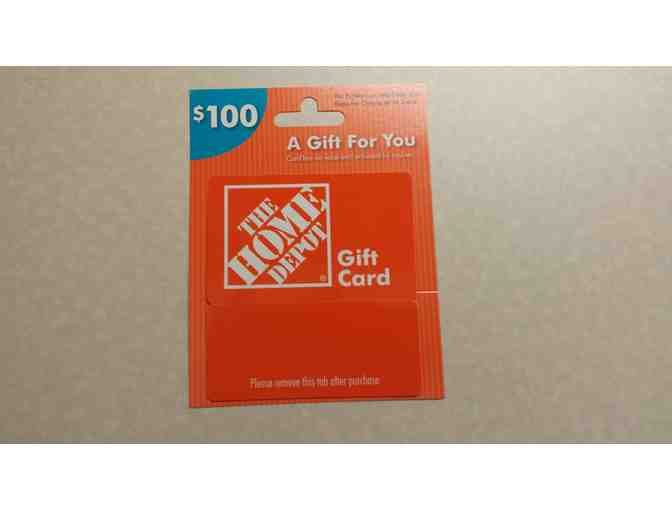 $100
A Gift For You
THE
HOME
DEPOT
®
Gift
Card
Please remove this tab after purchase